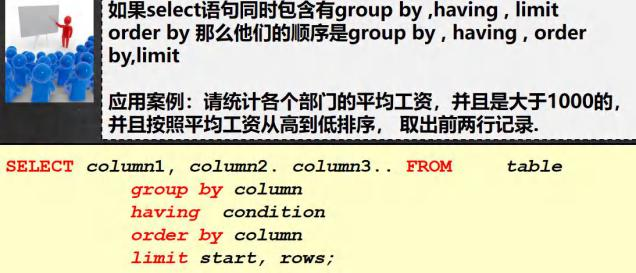 如果select语句同时包含有group by ,having , limit
order by 那么他们的顺序是group by , having , order
by,limit
应用案例：请统计各个部门的平均工资，并且是大于1000的，
并且按照平均工资从高到低排序， 取出前两行记录.
SELECT column1, column2. column3.. FROM table
group by column
having condition
order by column
limit start, rows;